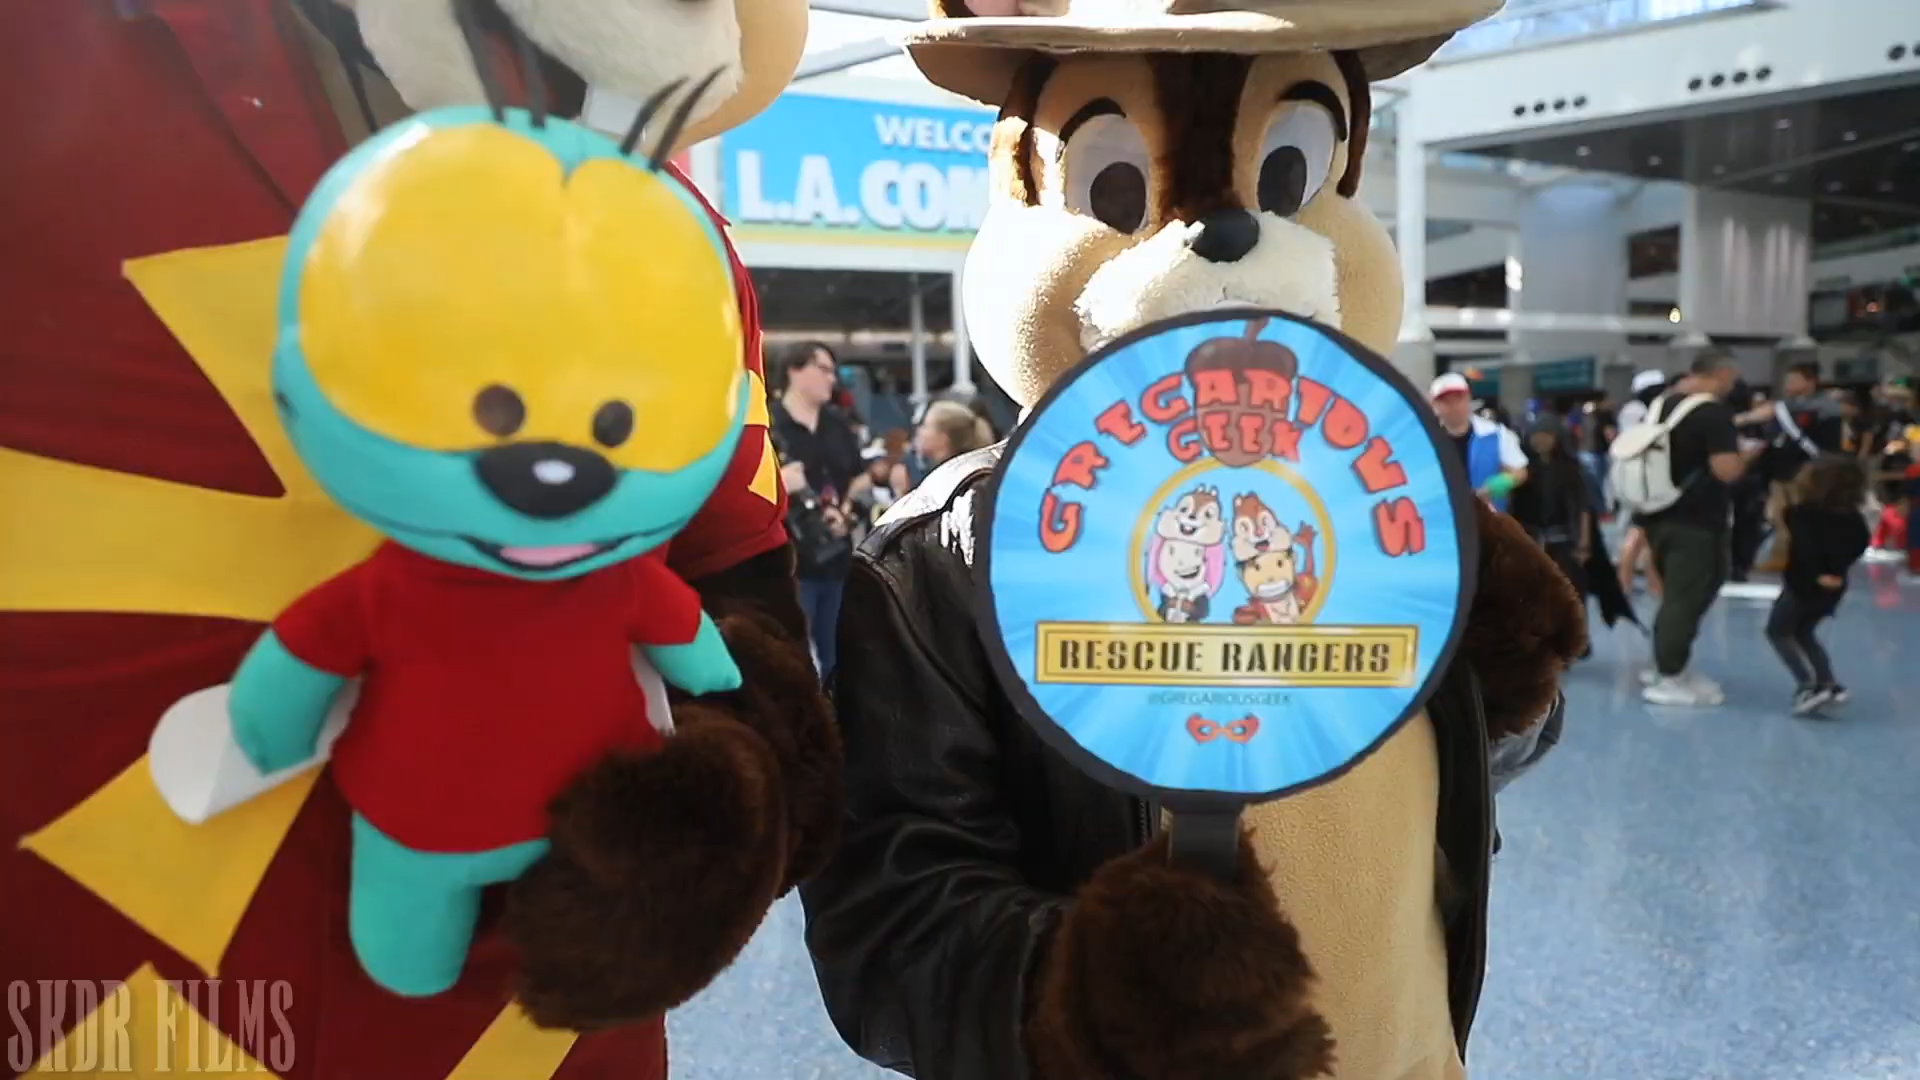 WELCO
L.A. COM
GREGARIOUS
GEEK
RESCUE RANGERS
@GREGARIOUSGEEK
SKDR FILMS